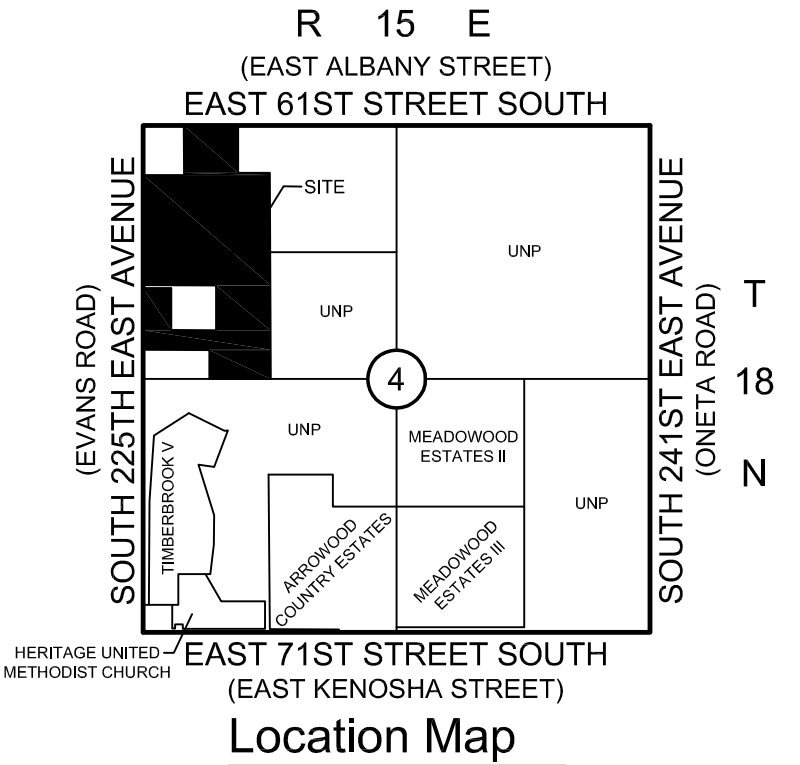 R 15 E
(EAST ALBANY STREET)
EAST 61ST STREET SOUTH
SOUTH 225TH EAST AVENUE
(EVANS ROAD)
SITE
UNP
UNP
SOUTH 241ST EAST AVENUE
(ONETA ROAD)
T
18
N
4
UNP
MEADOWOOD
ESTATES II
UNP
TIMBERBROOK V
ARROWOOD
COUNTRY ESTATES
MEADOWOOD
ESTATES III
HERITAGE UNITED
METHODIST CHURCH
EAST 71ST STREET SOUTH
(EAST KENOSHA STREET)
Location Map